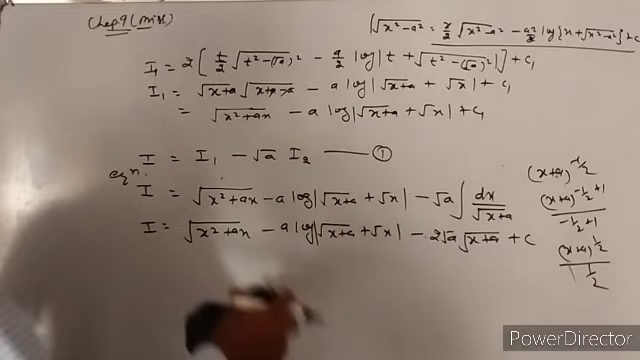 Chap.9 (Miss)
∫√x²-a² = x/2 √x²-a² - a²/2 log{x+√x²-a²}+c
I₁ = 2[t/2 √t²-(√a)² - a/2 log|t + √t²-(√a)²|] + c₁
I₁ = √x+a √x+a-a - a log|√x+a + √x| + c₁
= √x²+ax - a log|√x+a + √x| + c₁
I = I₁ - √a I₂ —— ①
eqⁿ.
I = √x²+ax - a log|√x+a + √x| - √a ∫ dx/√x+a
I = √x²+ax - a log|√x+a + √x| - 2√a √x+a + c
(x+a)^-1/2
(x+a)^-1/2+1
-1/2+1
(x+a)^1/2
1/2
PowerDirector